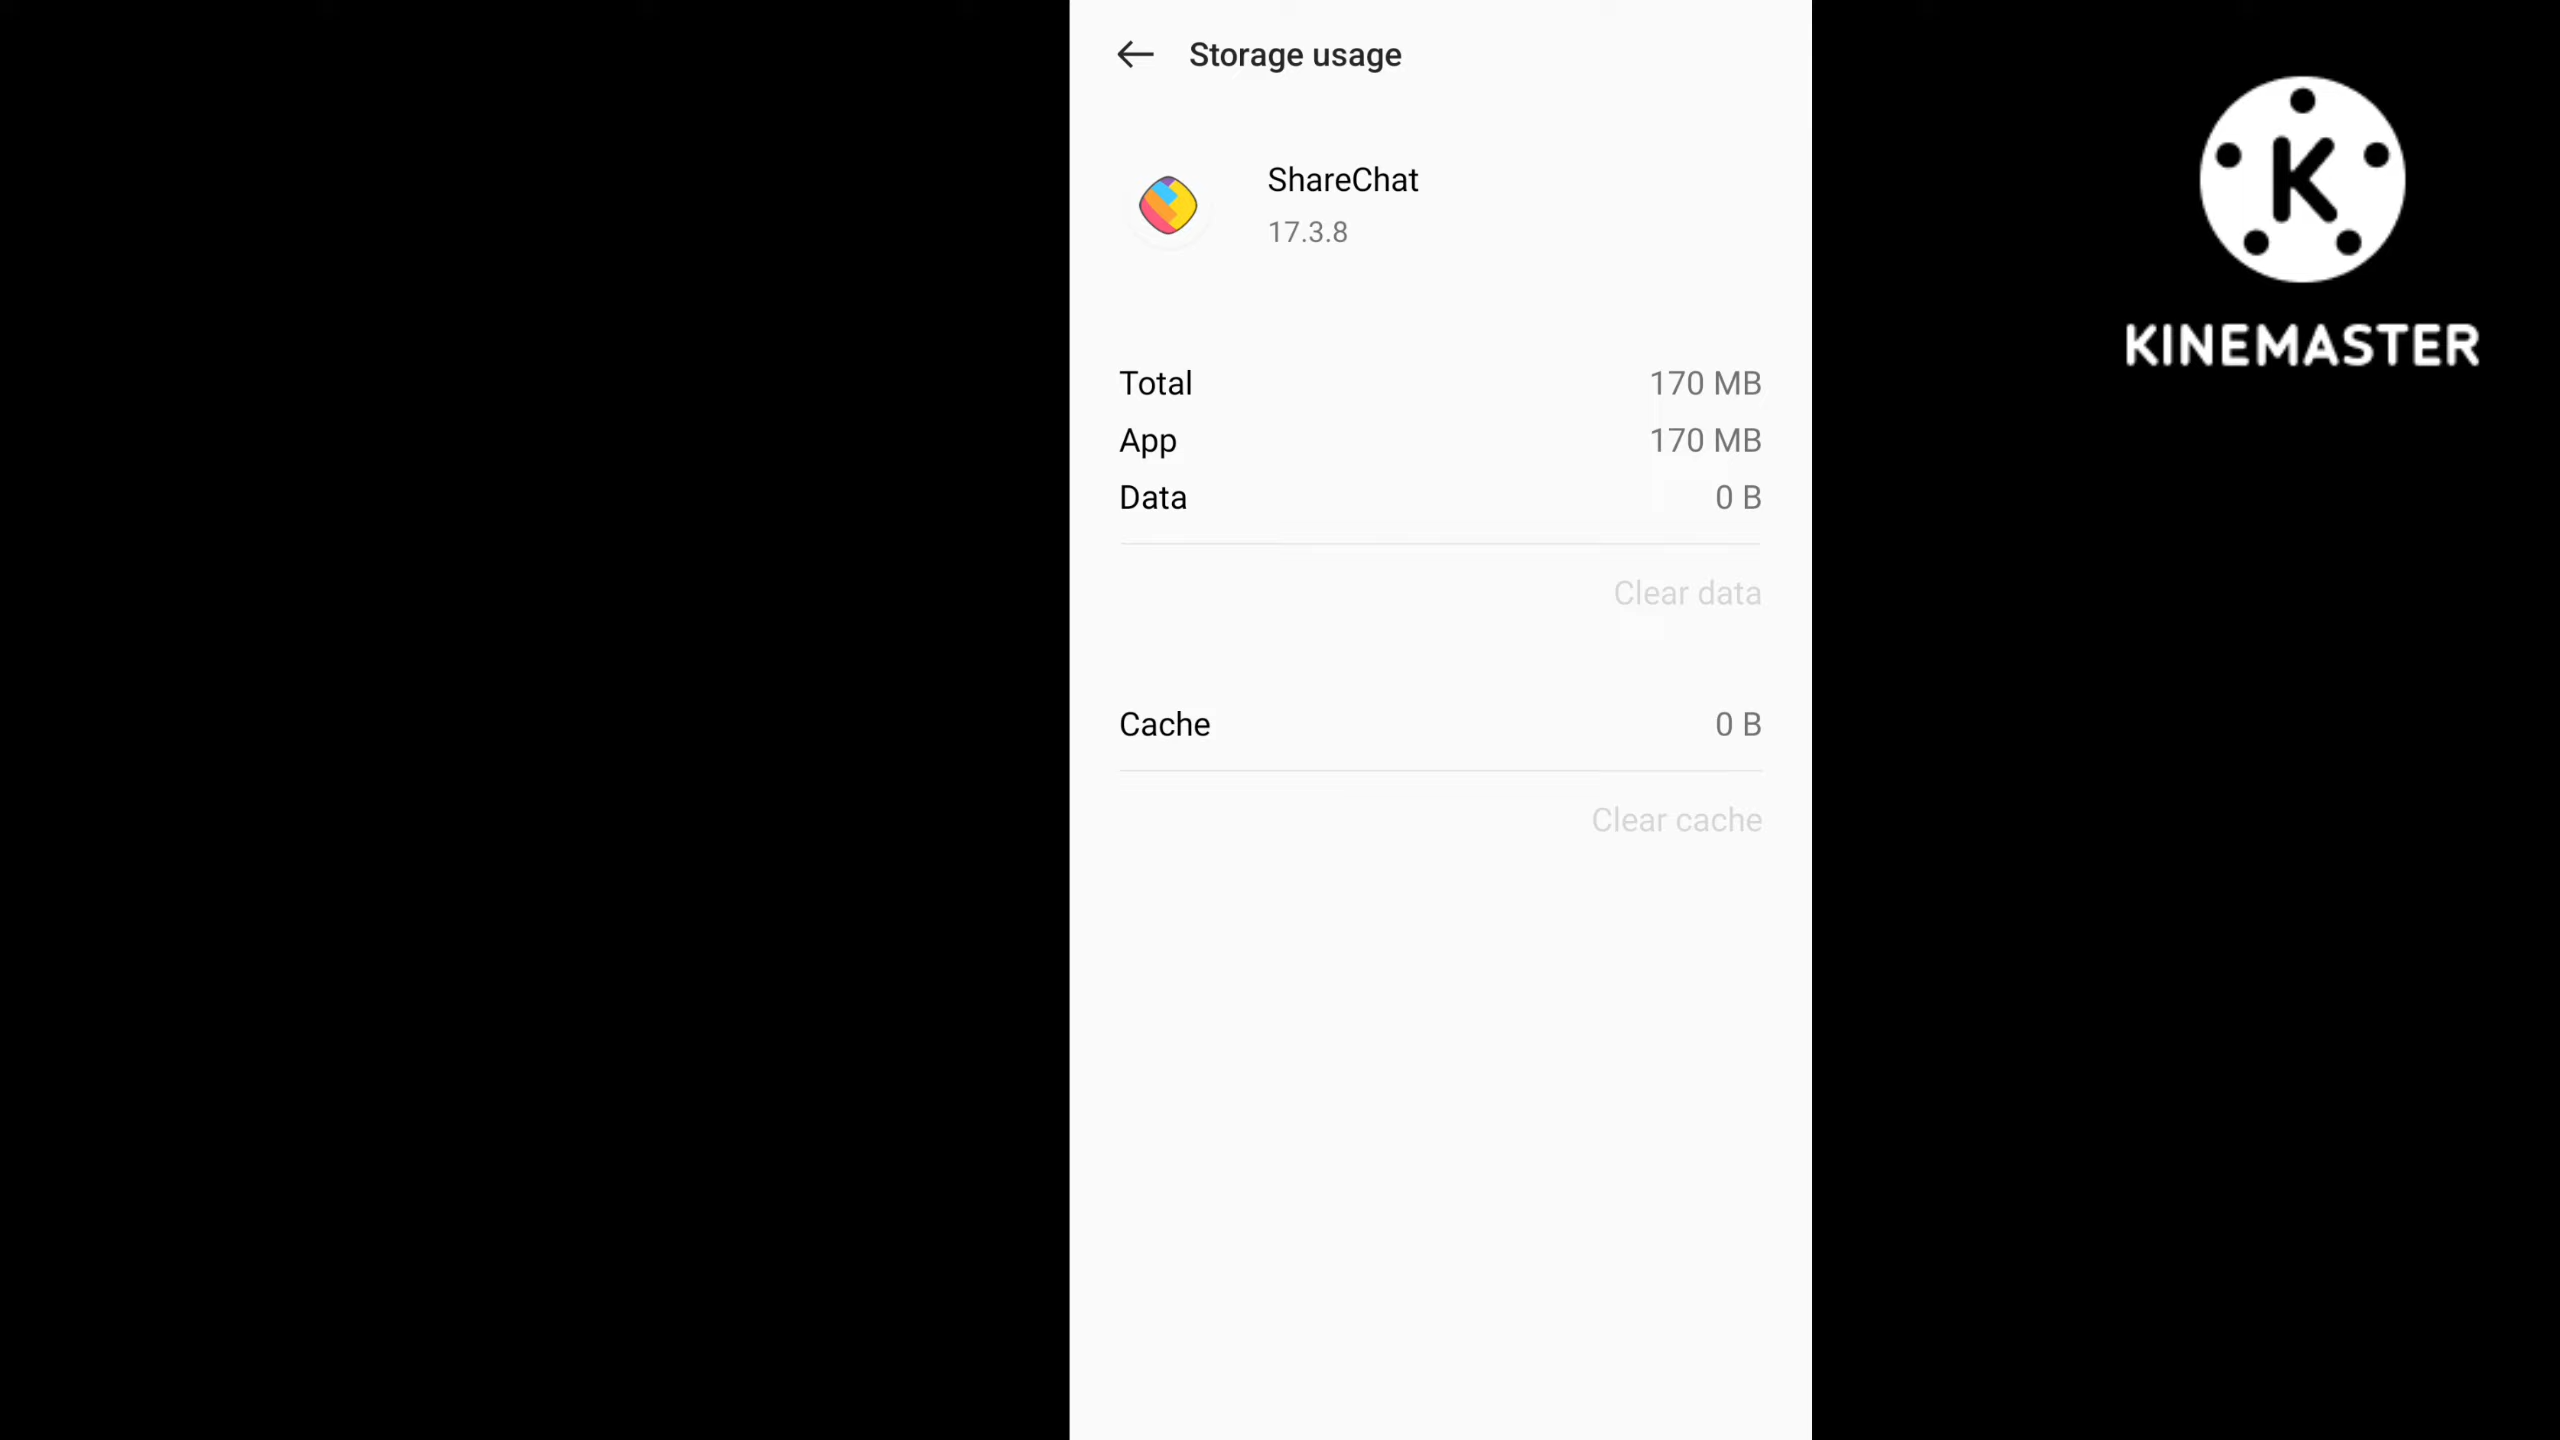 Storage usage
ShareChat
17.3.8
Total 170 MB
App 170 MB
Data 0 B
Clear data
Cache 0 B
Clear cache
K
KINEMASTER